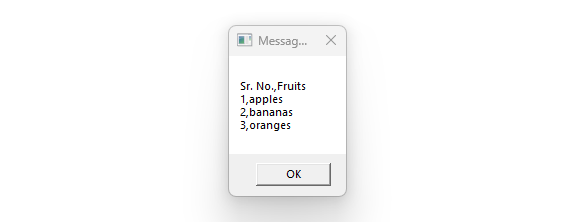 Messag...
Sr. No.,Fruits
1,apples
2,bananas
3,oranges
OK